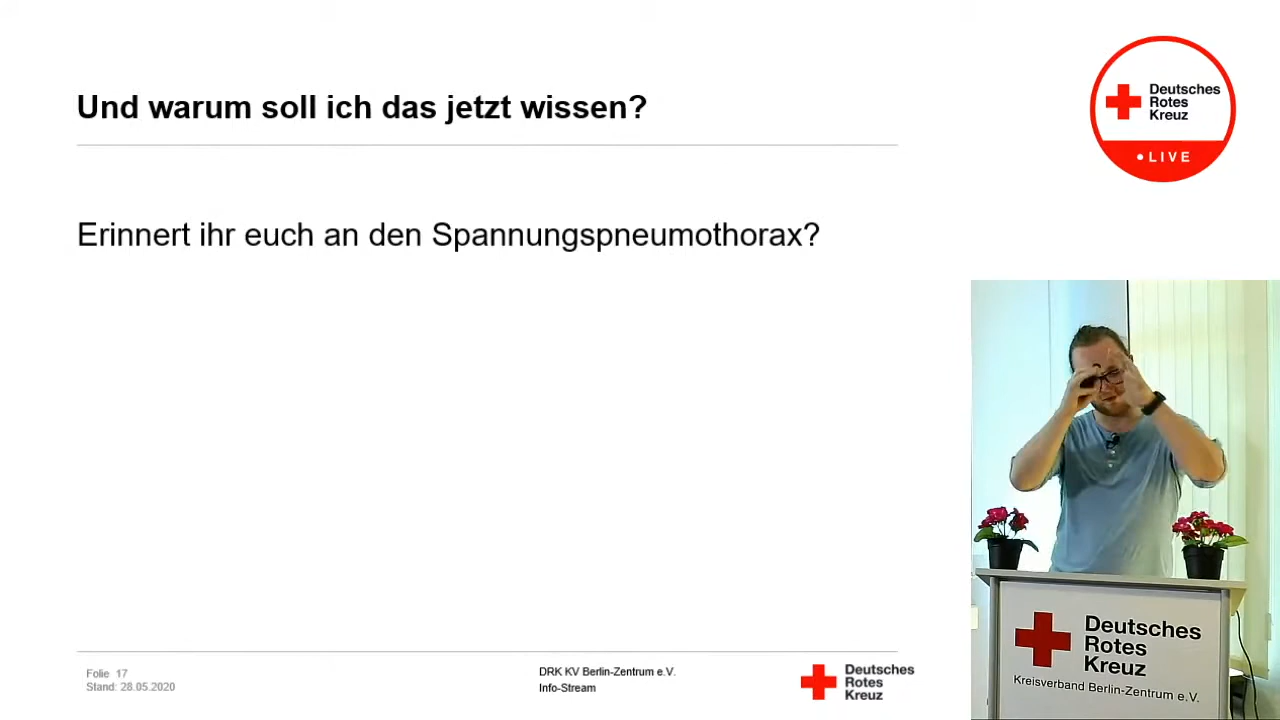 Und warum soll ich das jetzt wissen?
Deutsches
Rotes
Kreuz
•LIVE
Erinnert ihr euch an den Spannungspneumothorax?
Deutsches
Rotes
Kreuz
Kreisverband Berlin-Zentrum e.V.
Folie 17
Stand: 28.05.2020
DRK KV Berlin-Zentrum e.V.
Info-Stream
Deutsches
Rotes
Kreuz